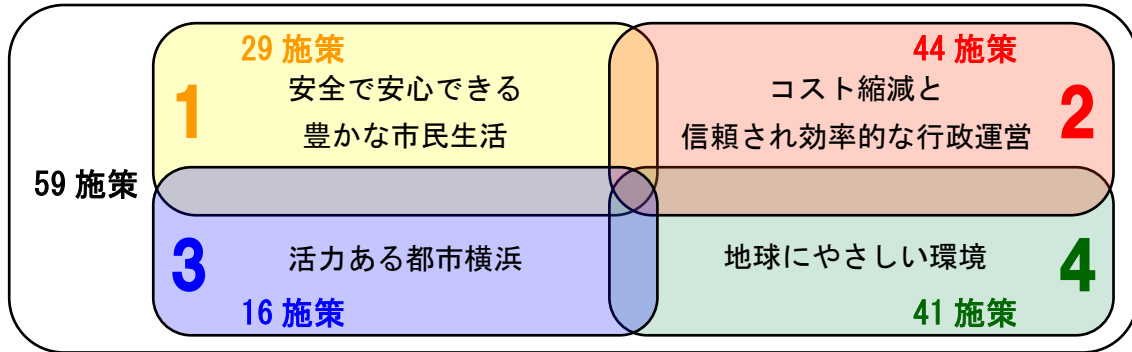 59 施策
29 施策
1
安全で安心できる
豊かな市民生活
44 施策
2
コスト縮減と
信頼され効率的な行政運営
3
活力ある都市横浜
16 施策
4
地球にやさしい環境
41 施策